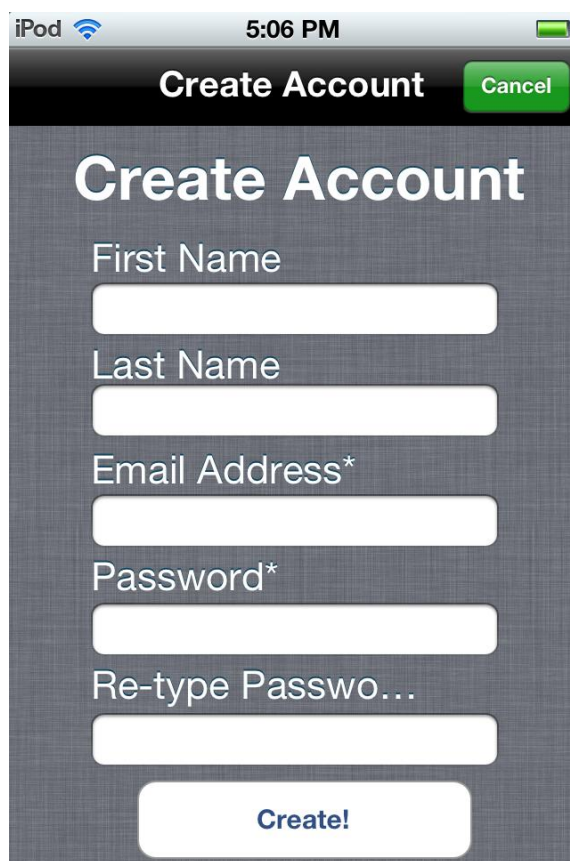 iPod 5:06 PM
Create Account Cancel
Create Account
First Name
Last Name
Email Address*
Password*
Re-type Passwo…
Create!